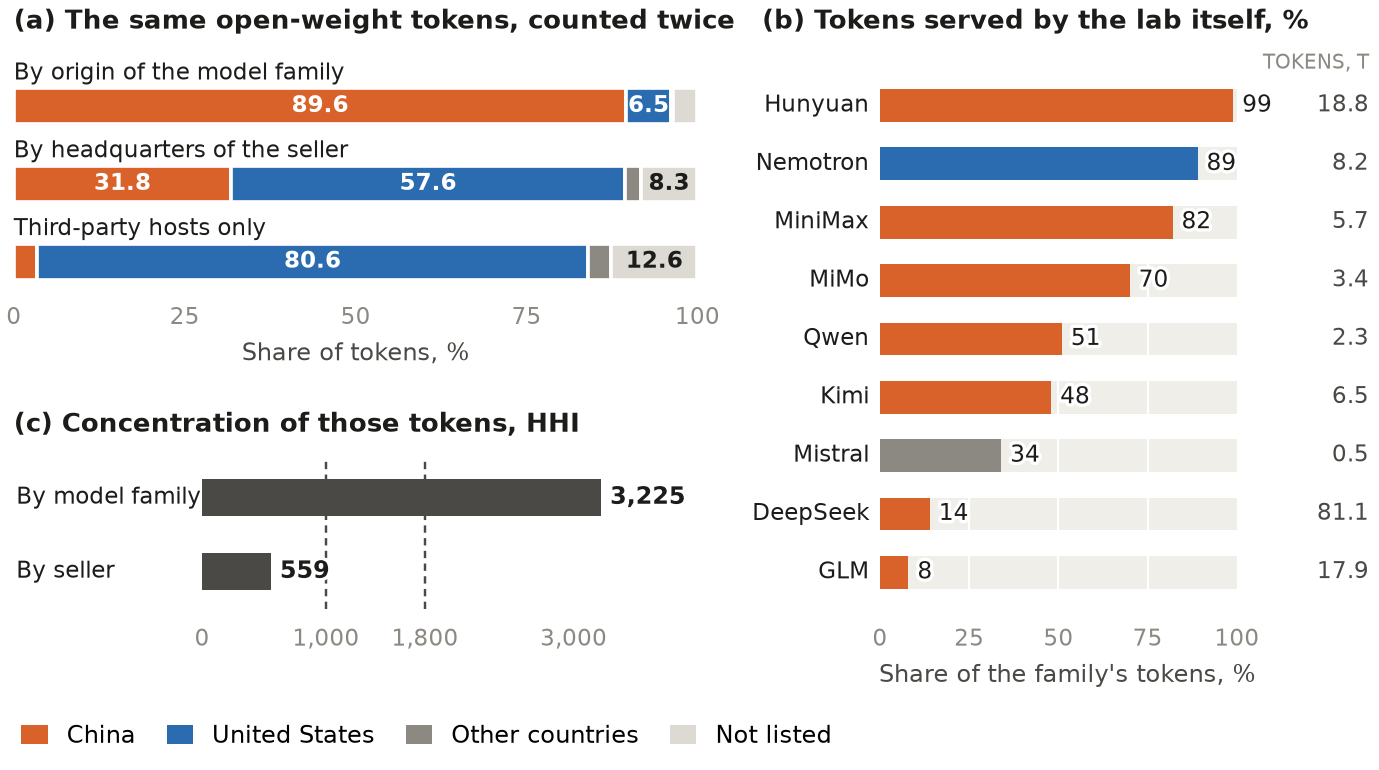 (a) The same open-weight tokens, counted twice
By origin of the model family
89.6 6.5
By headquarters of the seller
31.8 57.6 8.3
Third-party hosts only
80.6 12.6
0 25 50 75 100
Share of tokens, %
(b) Tokens served by the lab itself, %
TOKENS, T
Hunyuan 99 18.8
Nemotron 89 8.2
MiniMax 82 5.7
MiMo 70 3.4
Qwen 51 2.3
Kimi 48 6.5
Mistral 34 0.5
DeepSeek 14 81.1
GLM 8 17.9
0 25 50 75 100
Share of the family's tokens, %
(c) Concentration of those tokens, HHI
By model family 3,225
By seller 559
0 1,000 1,800 3,000
China United States Other countries Not listed